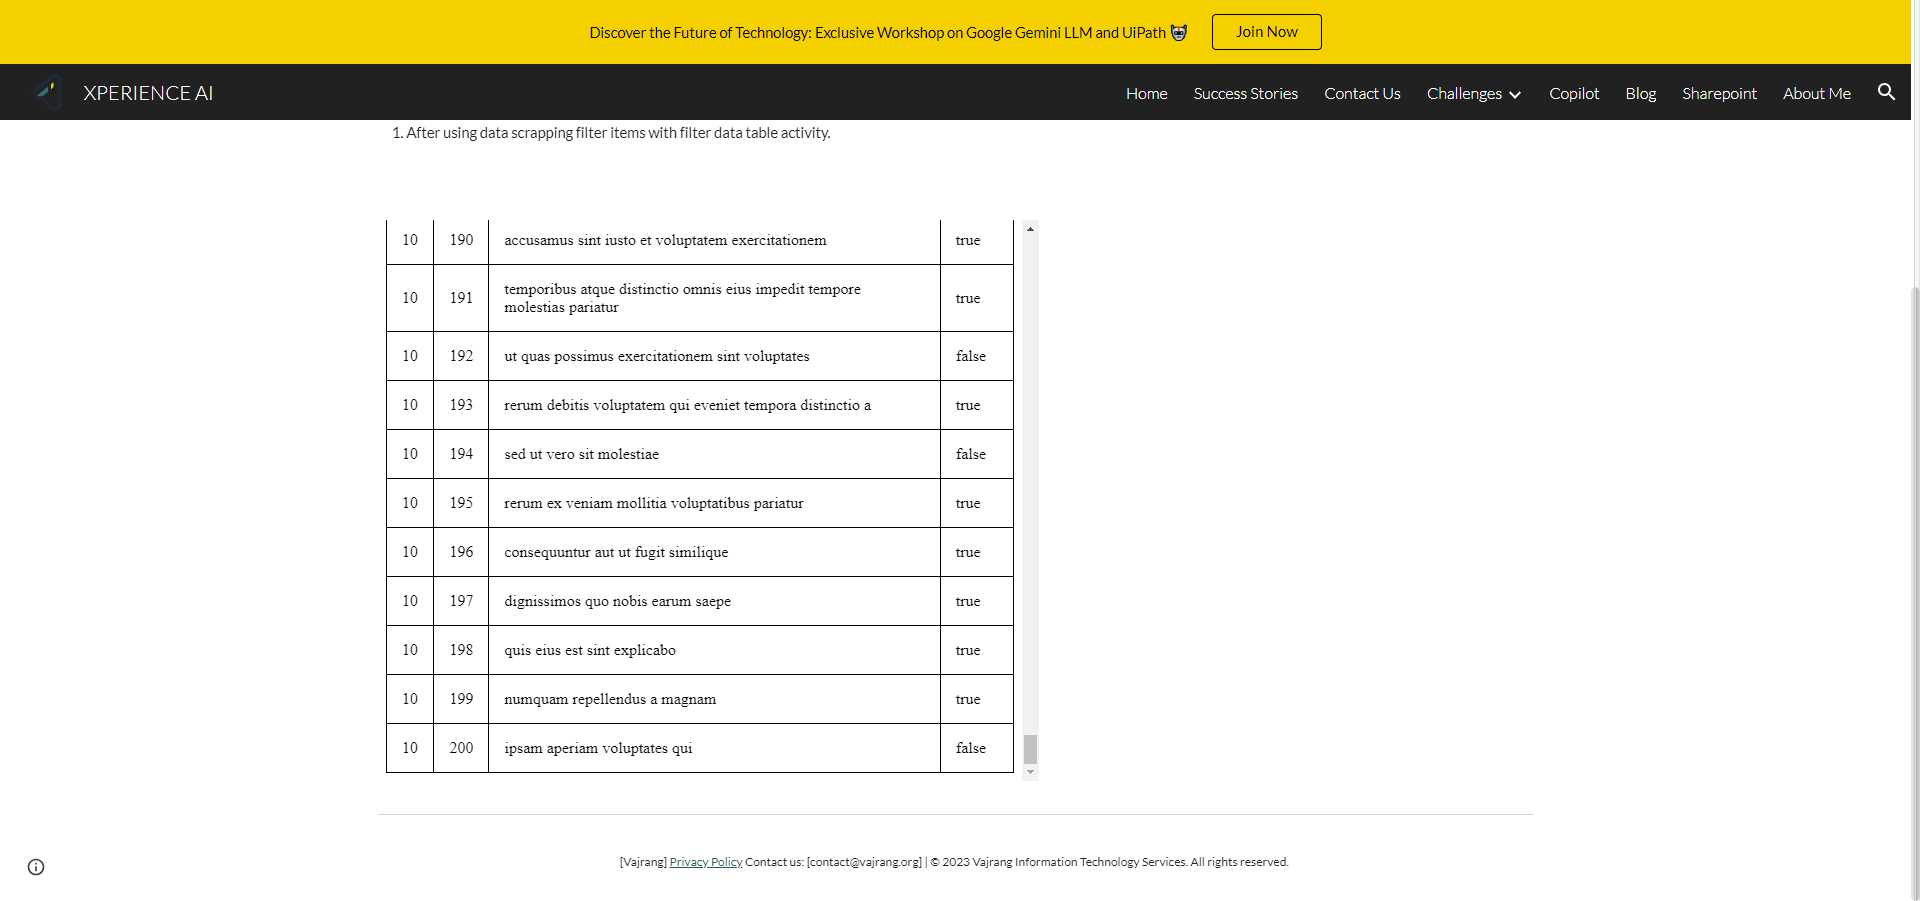 Discover the Future of Technology: Exclusive Workshop on Google Gemini LLM and UiPath
Join Now
XPERIENCE AI
Home
Success Stories
Contact Us
Challenges
Copilot
Blog
Sharepoint
About Me
1. After using data scrapping filter items with filter data table activity.
10 190 accusamus sint iusto et voluptatem exercitationem true
10 191 temporibus atque distinctio omnis eius impedit tempore
molestias pariatur true
10 192 ut quas possimus exercitationem sint voluptates false
10 193 rerum debitis voluptatem qui eveniet tempora distinctio a true
10 194 sed ut vero sit molestiae false
10 195 rerum ex veniam mollitia voluptatibus pariatur true
10 196 consequuntur aut ut fugit similique true
10 197 dignissimos quo nobis earum saepe true
10 198 quis eius est sint explicabo true
10 199 numquam repellendus a magnam true
10 200 ipsam aperiam voluptates qui false
[Vajrang] Privacy Policy Contact us: [contact@vajrang.org] | © 2023 Vajrang Information Technology Services. All rights reserved.